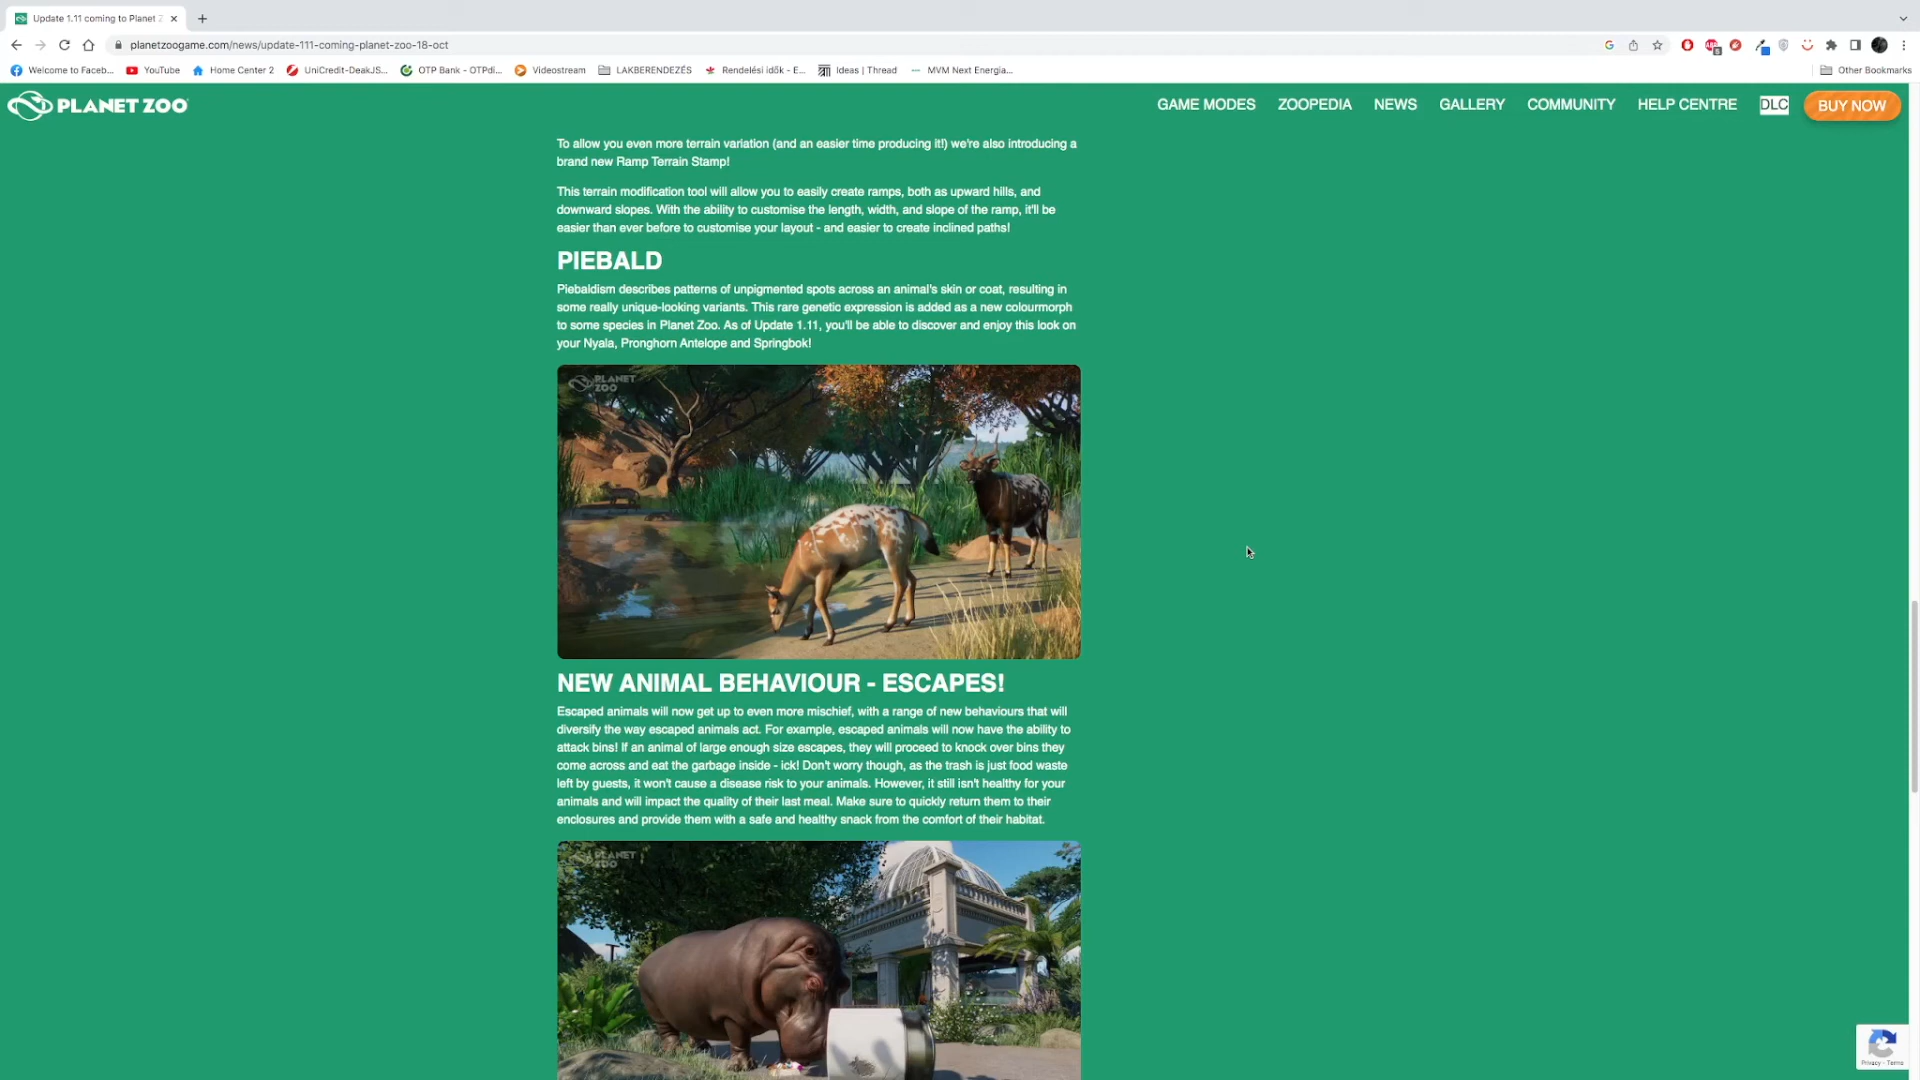 Update 1.11 coming to Planet Z
planetzoogame.com/news/update-111-coming-planet-zoo-18-oct
Welcome to Faceb... YouTube Home Center 2 UniCredit-DeakJS... OTP Bank - OTPdi... Videostream LAKBERENDEZÉS Rendelési idők - E... Ideas | Thread MVM Next Energia... Other Bookmarks
PLANET ZOO GAME MODES ZOOPEDIA NEWS GALLERY COMMUNITY HELP CENTRE DLC BUY NOW
To allow you even more terrain variation (and an easier time producing it!) we're also introducing a
brand new Ramp Terrain Stamp!
This terrain modification tool will allow you to easily create ramps, both as upward hills, and
downward slopes. With the ability to customise the length, width, and slope of the ramp, it'll be
easier than ever before to customise your layout - and easier to create inclined paths!
PIEBALD
Piebaldism describes patterns of unpigmented spots across an animal's skin or coat, resulting in
some really unique-looking variants. This rare genetic expression is added as a new colourmorph
to some species in Planet Zoo. As of Update 1.11, you'll be able to discover and enjoy this look on
your Nyala, Pronghorn Antelope and Springbok!
PLANET
ZOO
NEW ANIMAL BEHAVIOUR - ESCAPES!
Escaped animals will now get up to even more mischief, with a range of new behaviours that will
diversify the way escaped animals act. For example, escaped animals will now have the ability to
attack bins! If an animal of large enough size escapes, they will proceed to knock over bins they
come across and eat the garbage inside - ick! Don't worry though, as the trash is just food waste
left by guests, it won't cause a disease risk to your animals. However, it still isn't healthy for your
animals and will impact the quality of their last meal. Make sure to quickly return them to their
enclosures and provide them with a safe and healthy snack from the comfort of their habitat.
PLANET
ZOO
Privacy - Terms